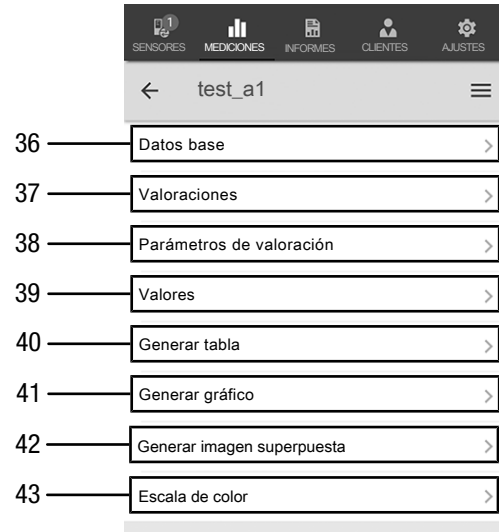 1
SENSORES MEDICIONES INFORMES CLIENTES AJUSTES
test_a1
36 Datos base
37 Valoraciones
38 Parámetros de valoración
39 Valores
40 Generar tabla
41 Generar gráfico
42 Generar imagen superpuesta
43 Escala de color